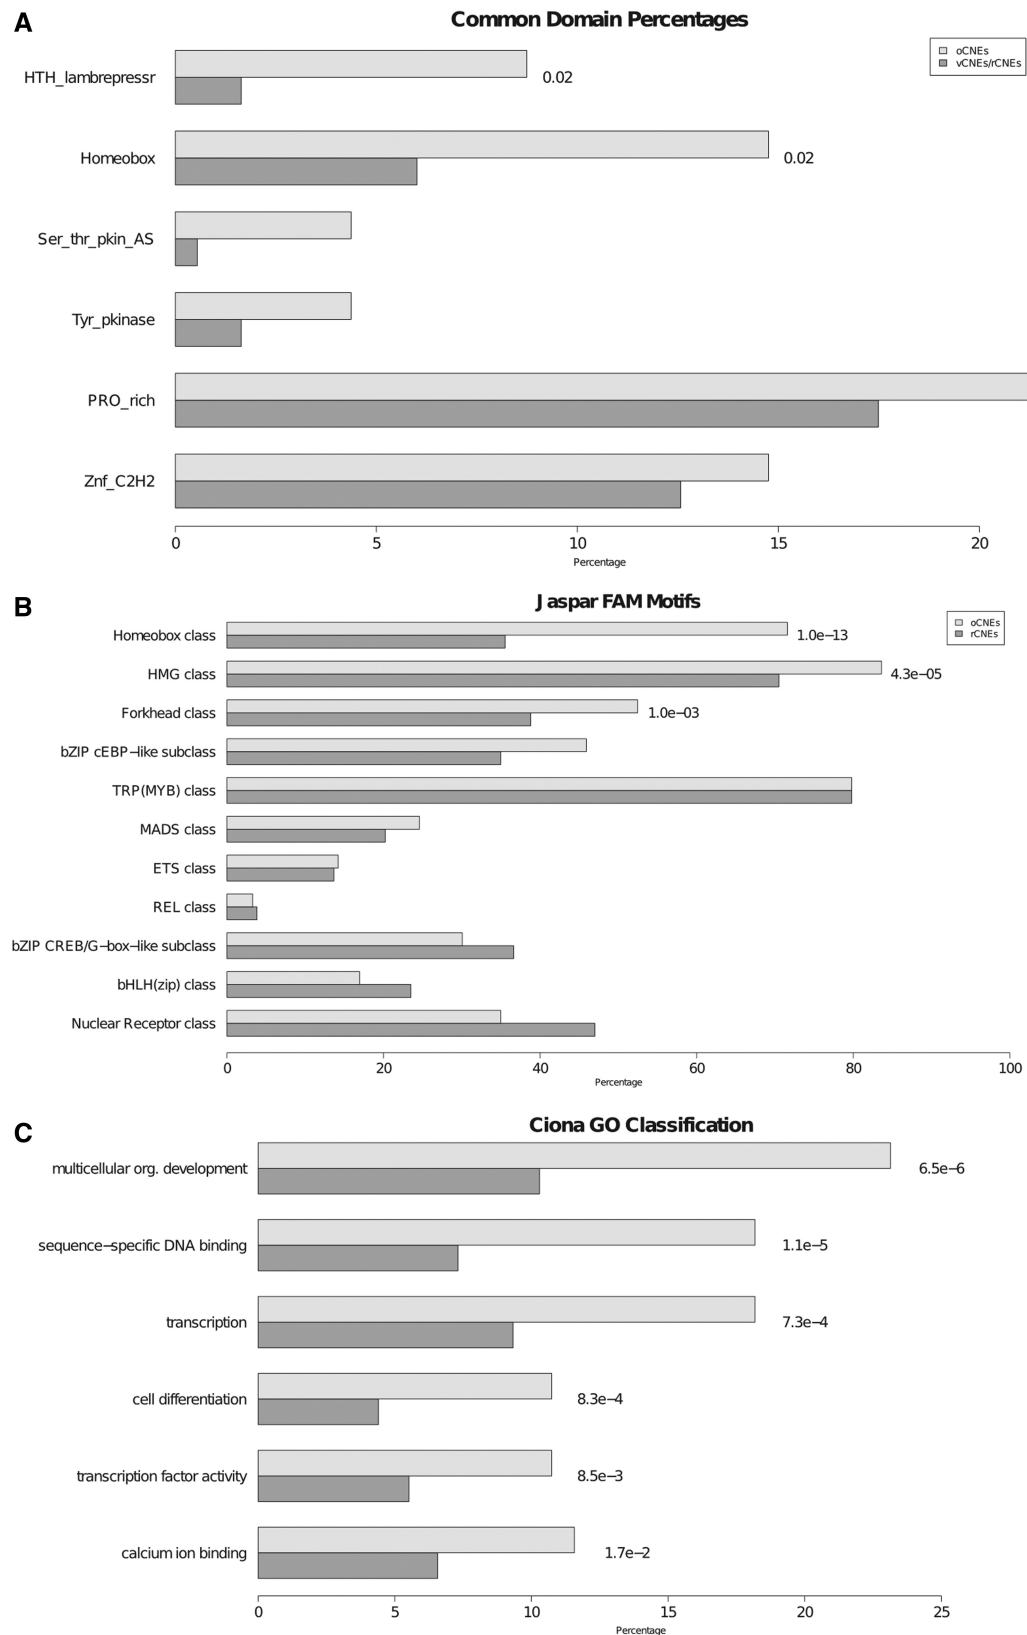 A
Common Domain Percentages
oCNEs
vCNEs/rCNEs
HTH_lambrepressr
0.02
Homeobox
0.02
Ser_thr_pkin_AS
Tyr_pkinase
PRO_rich
Znf_C2H2
0 5 10 15 20
Percentage
B
Jaspar FAM Motifs
oCNEs
rCNEs
Homeobox class
1.0e−13
HMG class
4.3e−05
Forkhead class
1.0e−03
bZIP cEBP−like subclass
TRP(MYB) class
MADS class
ETS class
REL class
bZIP CREB/G−box−like subclass
bHLH(zip) class
Nuclear Receptor class
0 20 40 60 80 100
Percentage
C
Ciona GO Classification
multicellular org. development
6.5e−6
sequence−specific DNA binding
1.1e−5
transcription
7.3e−4
cell differentiation
8.3e−4
transcription factor activity
8.5e−3
calcium ion binding
1.7e−2
0 5 10 15 20 25
Percentage